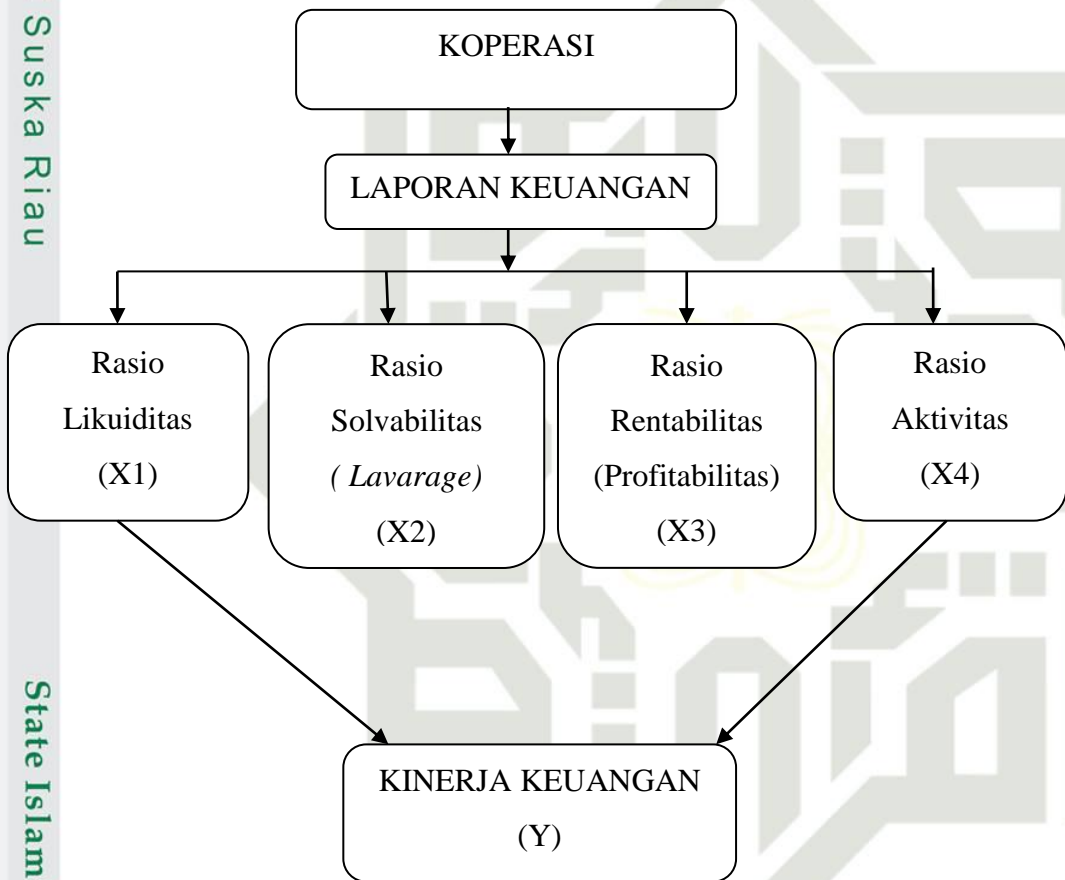 Suska Riau
State Islam
KOPERASI
LAPORAN KEUANGAN
Rasio
Likuiditas
(X1)
Rasio
Solvabilitas
( Lavarage)
(X2)
Rasio
Rentabilitas
(Profitabilitas)
(X3)
Rasio
Aktivitas
(X4)
KINERJA KEUANGAN
(Y)